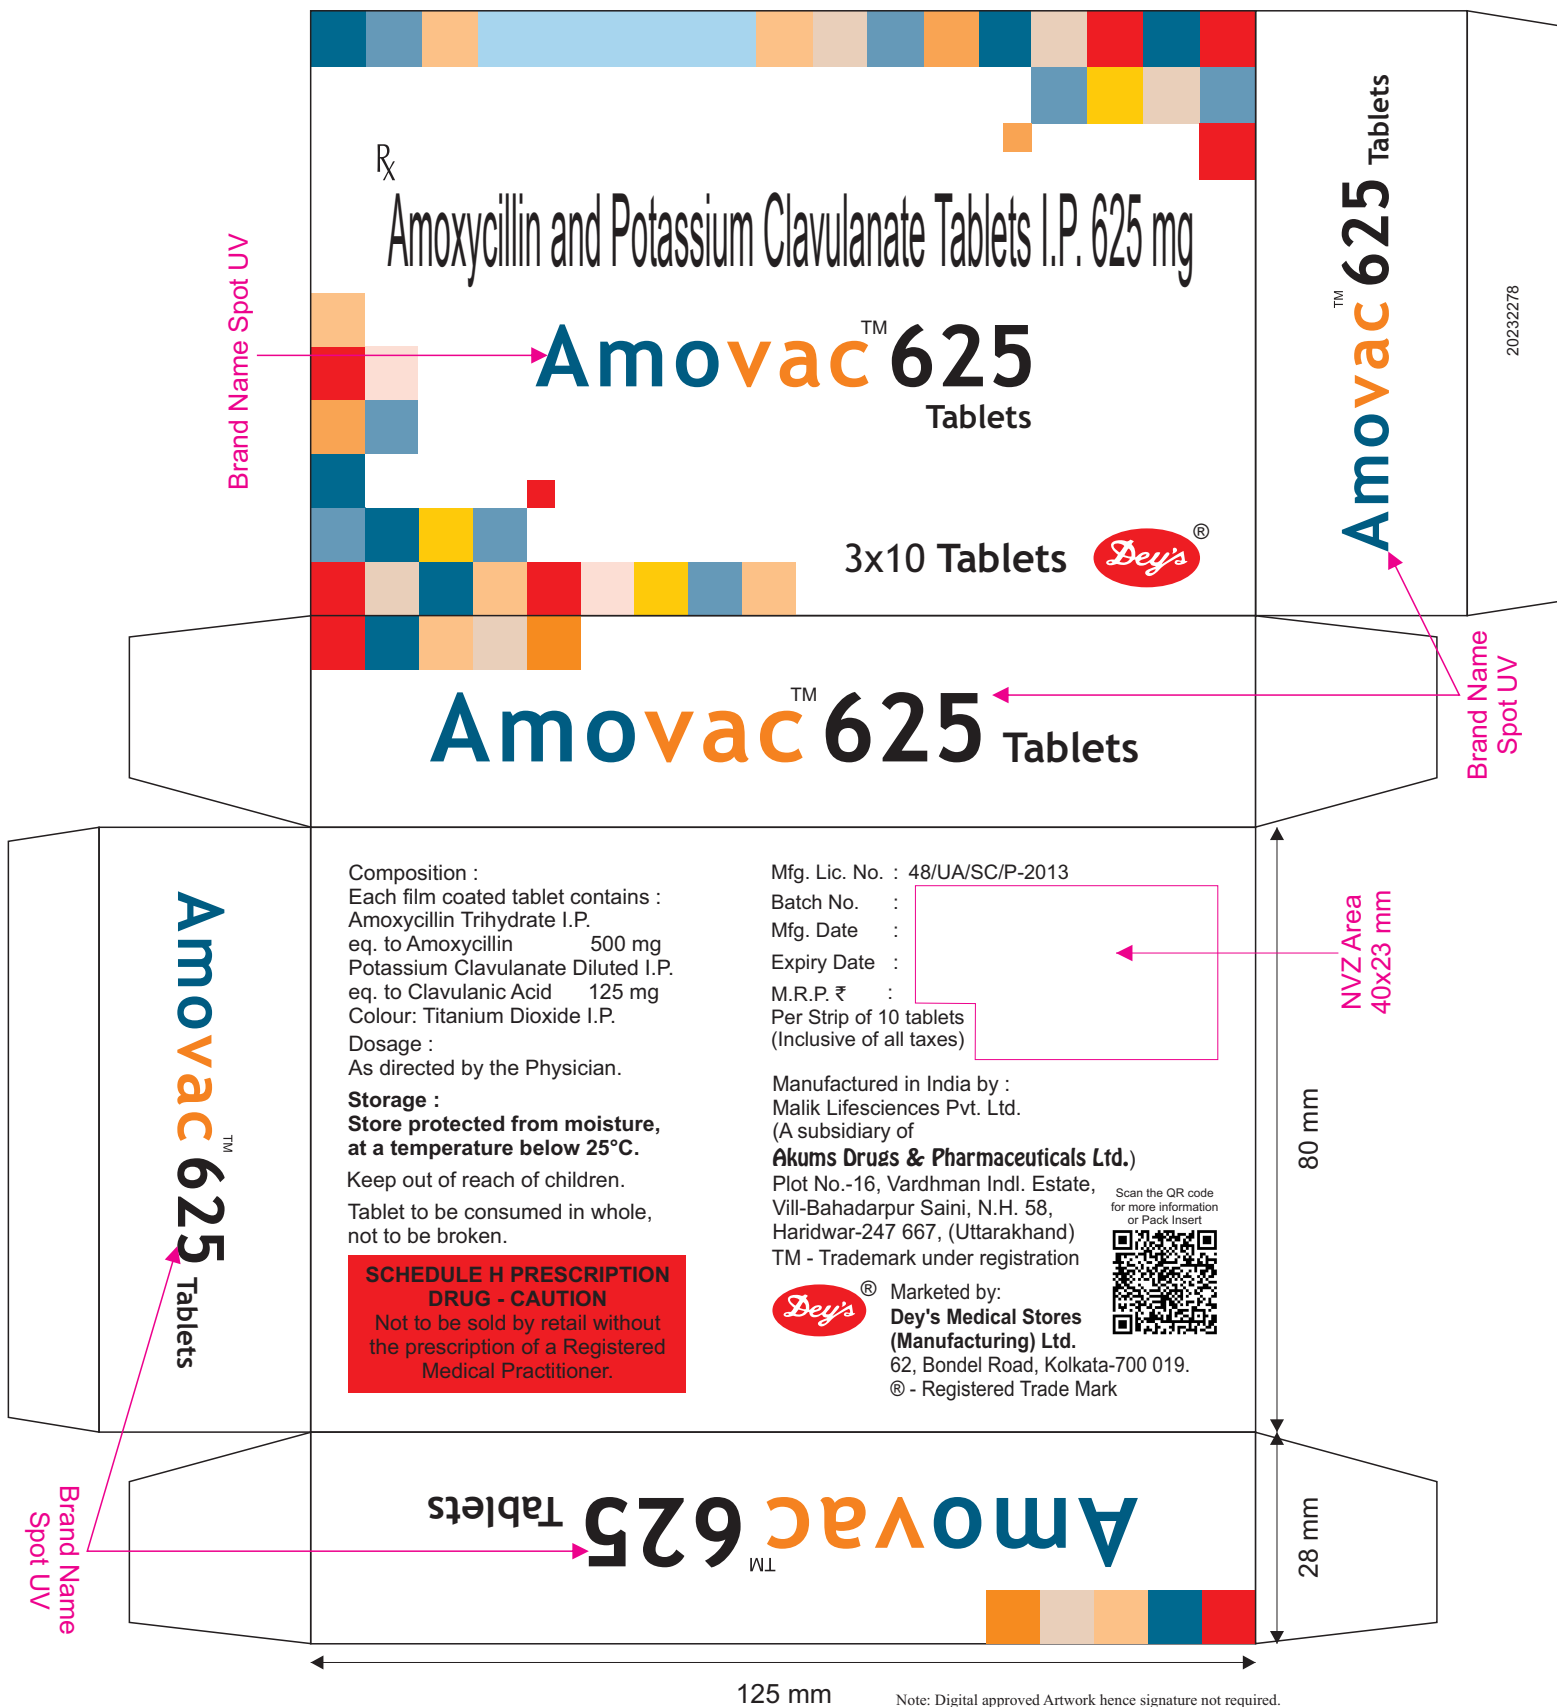 Rx
Amoxycillin and Potassium Clavulanate Tablets I.P. 625 mg
Amovac™ 625
Tablets
3x10 Tablets
Dey's ®
Brand Name Spot UV
Amovac™ 625 Tablets
20232278
Brand Name
Spot UV
Amovac™ 625 Tablets
Amovac™ 625 Tablets
Composition :
Each film coated tablet contains :
Amoxycillin Trihydrate I.P.
eq. to Amoxycillin 500 mg
Potassium Clavulanate Diluted I.P.
eq. to Clavulanic Acid 125 mg
Colour: Titanium Dioxide I.P.
Dosage :
As directed by the Physician.
Storage :
Store protected from moisture,
at a temperature below 25°C.
Keep out of reach of children.
Tablet to be consumed in whole,
not to be broken.
SCHEDULE H PRESCRIPTION
DRUG - CAUTION
Not to be sold by retail without
the prescription of a Registered
Medical Practitioner.
Mfg. Lic. No. : 48/UA/SC/P-2013
Batch No. :
Mfg. Date :
Expiry Date :
M.R.P. ₹ :
Per Strip of 10 tablets
(Inclusive of all taxes)
Manufactured in India by :
Malik Lifesciences Pvt. Ltd.
(A subsidiary of
Akums Drugs & Pharmaceuticals Ltd.)
Plot No.-16, Vardhman Indl. Estate,
Vill-Bahadarpur Saini, N.H. 58,
Haridwar-247 667, (Uttarakhand)
TM - Trademark under registration
Scan the QR code
for more information
or Pack Insert
Dey's ®
Marketed by:
Dey's Medical Stores
(Manufacturing) Ltd.
62, Bondel Road, Kolkata-700 019.
® - Registered Trade Mark
NVZ Area
40x23 mm
80 mm
Brand Name
Spot UV
Amovac™ 625 Tablets
28 mm
125 mm
Note: Digital approved Artwork hence signature not required.